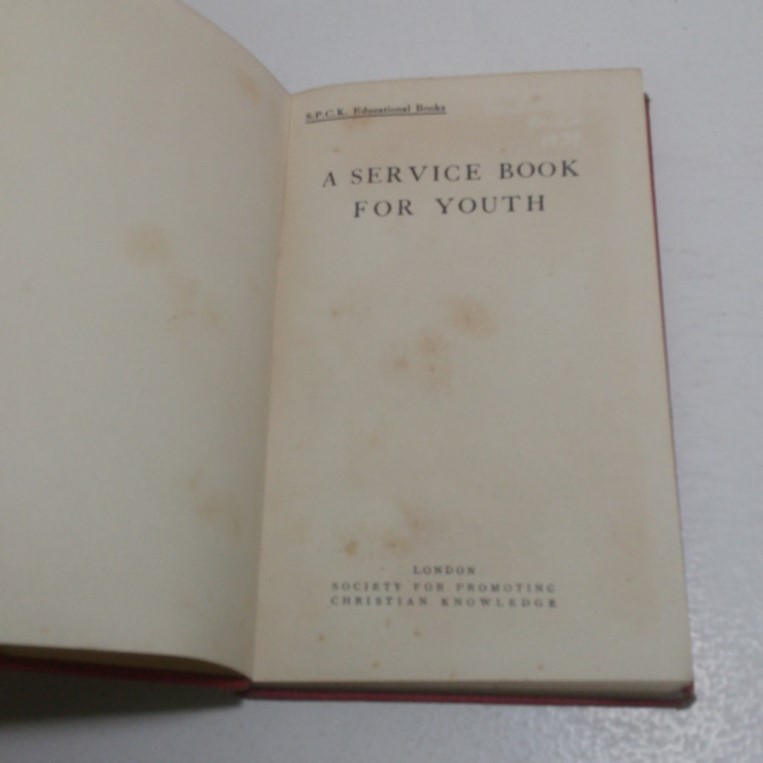 S.P.C.K. Educational Books
A SERVICE BOOK
FOR YOUTH
LONDON
SOCIETY FOR PROMOTING
CHRISTIAN KNOWLEDGE